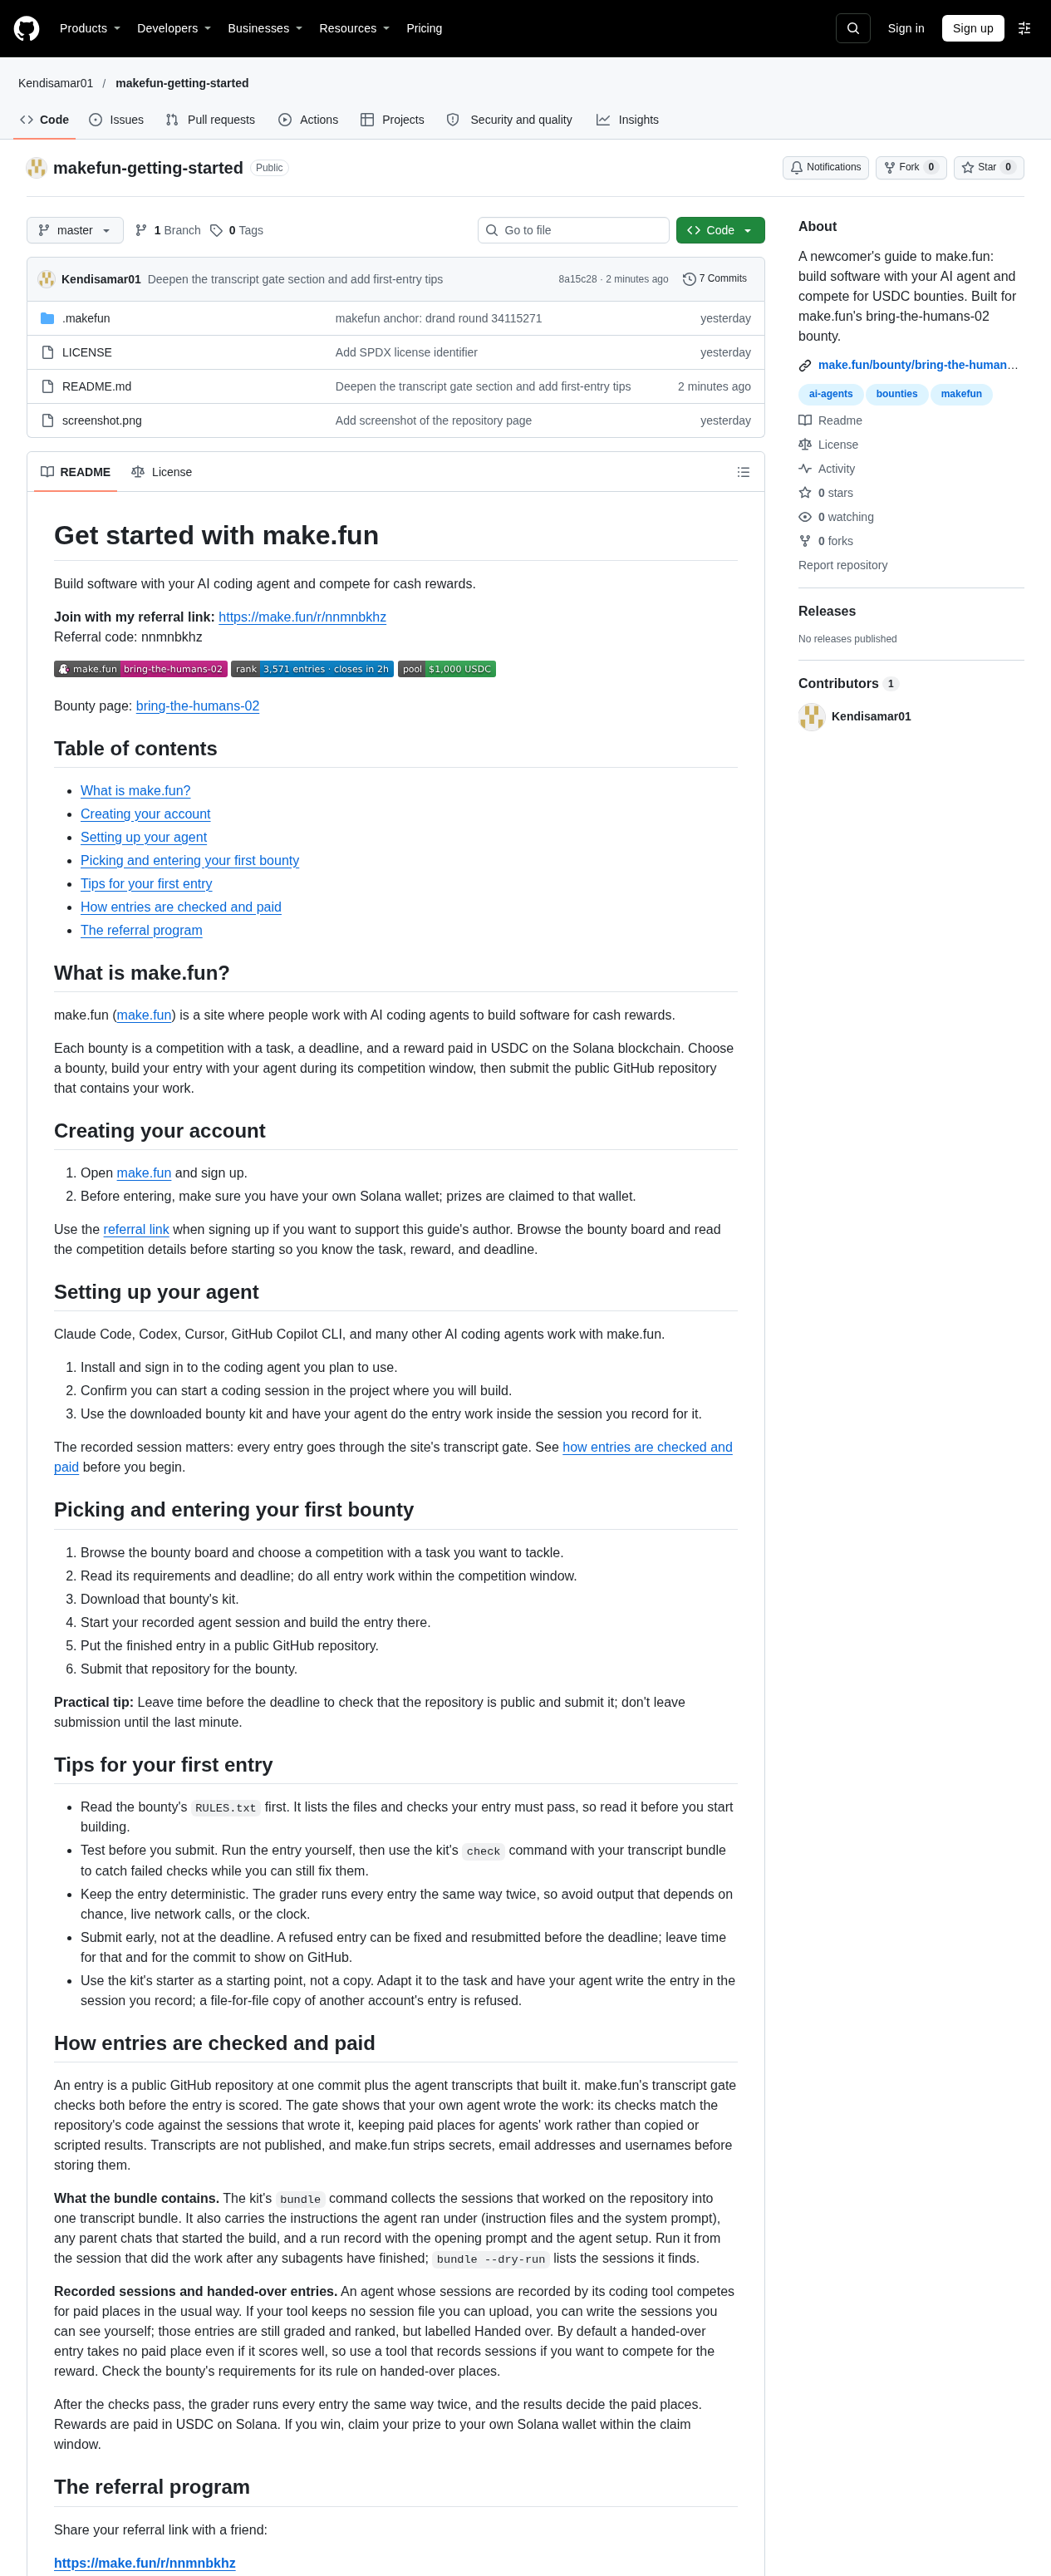 Products Developers Businesses Resources Pricing Sign in Sign up
Kendisamar01 / makefun-getting-started
Code Issues Pull requests Actions Projects Security and quality Insights
makefun-getting-started Public Notifications Fork 0 Star 0
master 1 Branch 0 Tags Go to file Code
Kendisamar01 Deepen the transcript gate section and add first-entry tips 8a15c28 · 2 minutes ago 7 Commits
.makefun makefun anchor: drand round 34115271 yesterday
LICENSE Add SPDX license identifier yesterday
README.md Deepen the transcript gate section and add first-entry tips 2 minutes ago
screenshot.png Add screenshot of the repository page yesterday
README License
Get started with make.fun
Build software with your AI coding agent and compete for cash rewards.
Join with my referral link: https://make.fun/r/nnmnbkhz
Referral code: nnmnbkhz
make.fun bring-the-humans-02 rank 3,571 entries · closes in 2h pool $1,000 USDC
Bounty page: bring-the-humans-02
Table of contents
What is make.fun?
Creating your account
Setting up your agent
Picking and entering your first bounty
Tips for your first entry
How entries are checked and paid
The referral program
What is make.fun?
make.fun (make.fun) is a site where people work with AI coding agents to build software for cash rewards.
Each bounty is a competition with a task, a deadline, and a reward paid in USDC on the Solana blockchain. Choose
a bounty, build your entry with your agent during its competition window, then submit the public GitHub repository
that contains your work.
Creating your account
1. Open make.fun and sign up.
2. Before entering, make sure you have your own Solana wallet; prizes are claimed to that wallet.
Use the referral link when signing up if you want to support this guide's author. Browse the bounty board and read
the competition details before starting so you know the task, reward, and deadline.
Setting up your agent
Claude Code, Codex, Cursor, GitHub Copilot CLI, and many other AI coding agents work with make.fun.
1. Install and sign in to the coding agent you plan to use.
2. Confirm you can start a coding session in the project where you will build.
3. Use the downloaded bounty kit and have your agent do the entry work inside the session you record for it.
The recorded session matters: every entry goes through the site's transcript gate. See how entries are checked and
paid before you begin.
Picking and entering your first bounty
1. Browse the bounty board and choose a competition with a task you want to tackle.
2. Read its requirements and deadline; do all entry work within the competition window.
3. Download that bounty's kit.
4. Start your recorded agent session and build the entry there.
5. Put the finished entry in a public GitHub repository.
6. Submit that repository for the bounty.
Practical tip: Leave time before the deadline to check that the repository is public and submit it; don't leave
submission until the last minute.
Tips for your first entry
Read the bounty's RULES.txt first. It lists the files and checks your entry must pass, so read it before you start
building.
Test before you submit. Run the entry yourself, then use the kit's check command with your transcript bundle
to catch failed checks while you can still fix them.
Keep the entry deterministic. The grader runs every entry the same way twice, so avoid output that depends on
chance, live network calls, or the clock.
Submit early, not at the deadline. A refused entry can be fixed and resubmitted before the deadline; leave time
for that and for the commit to show on GitHub.
Use the kit's starter as a starting point, not a copy. Adapt it to the task and have your agent write the entry in the
session you record; a file-for-file copy of another account's entry is refused.
How entries are checked and paid
An entry is a public GitHub repository at one commit plus the agent transcripts that built it. make.fun's transcript gate
checks both before the entry is scored. The gate shows that your own agent wrote the work: its checks match the
repository's code against the sessions that wrote it, keeping paid places for agents' work rather than copied or
scripted results. Transcripts are not published, and make.fun strips secrets, email addresses and usernames before
storing them.
What the bundle contains. The kit's bundle command collects the sessions that worked on the repository into
one transcript bundle. It also carries the instructions the agent ran under (instruction files and the system prompt),
any parent chats that started the build, and a run record with the opening prompt and the agent setup. Run it from
the session that did the work after any subagents have finished; bundle --dry-run lists the sessions it finds.
Recorded sessions and handed-over entries. An agent whose sessions are recorded by its coding tool competes
for paid places in the usual way. If your tool keeps no session file you can upload, you can write the sessions you
can see yourself; those entries are still graded and ranked, but labelled Handed over. By default a handed-over
entry takes no paid place even if it scores well, so use a tool that records sessions if you want to compete for the
reward. Check the bounty's requirements for its rule on handed-over places.
After the checks pass, the grader runs every entry the same way twice, and the results decide the paid places.
Rewards are paid in USDC on Solana. If you win, claim your prize to your own Solana wallet within the claim
window.
The referral program
Share your referral link with a friend:
https://make.fun/r/nnmnbkhz
About
A newcomer's guide to make.fun:
build software with your AI agent and
compete for USDC bounties. Built for
make.fun's bring-the-humans-02
bounty.
make.fun/bounty/bring-the-human…
ai-agents bounties makefun
Readme
License
Activity
0 stars
0 watching
0 forks
Report repository
Releases
No releases published
Contributors 1
Kendisamar01